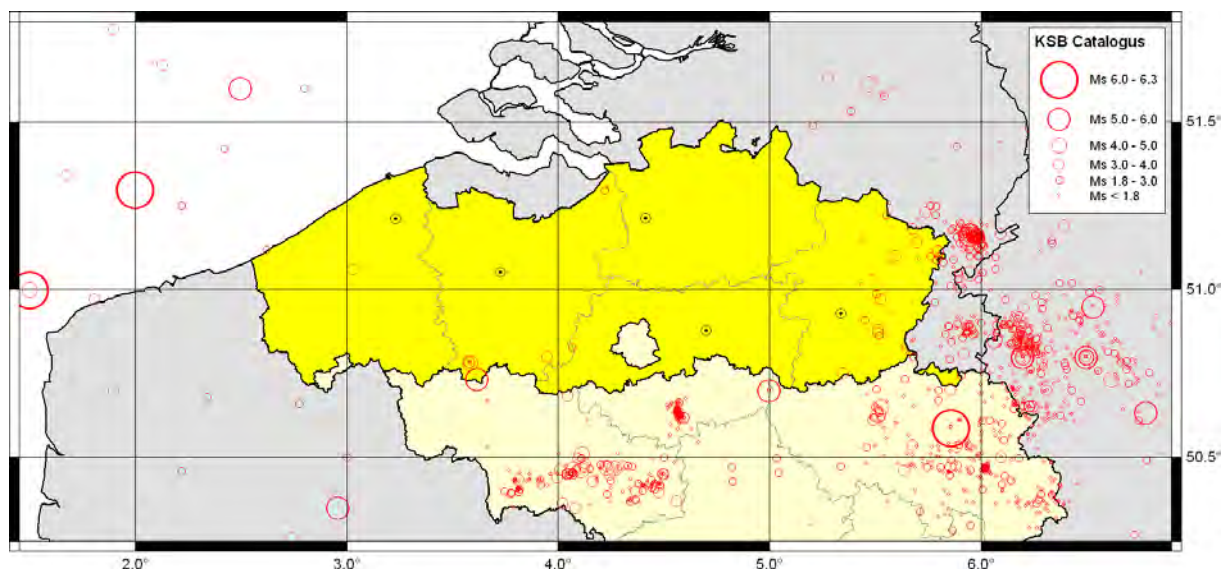 KSB Catalogus
Ms 6.0 - 6.3
Ms 5.0 - 6.0
Ms 4.0 - 5.0
Ms 3.0 - 4.0
Ms 1.8 - 3.0
Ms < 1.8
51.5°
51.0°
50.5°
2.0° 3.0° 4.0° 5.0° 6.0°